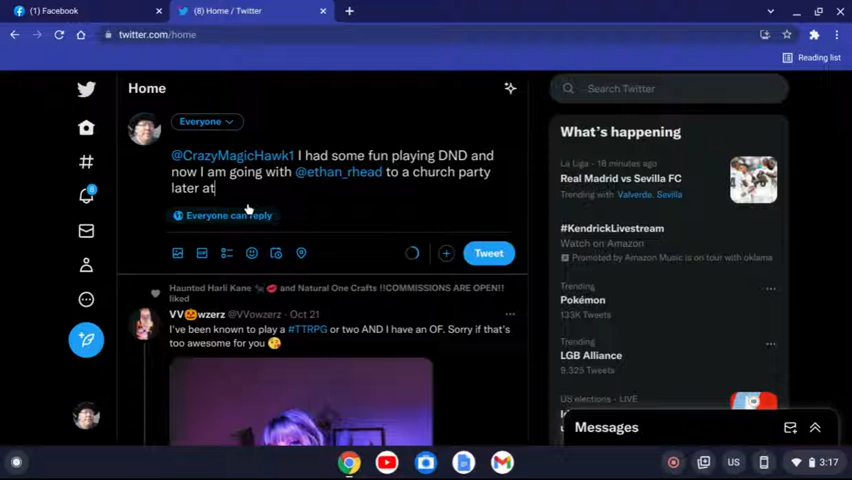 (1) Facebook
(8) Home / Twitter
twitter.com/home
Reading list
Home
Search Twitter
Everyone
@CrazyMagicHawk1 I had some fun playing DND and
now I am going with @ethan_rhead to a church party
later at
Everyone can reply
Tweet
Haunted Harli Kane and Natural One Crafts !!COMMISSIONS ARE OPEN!!
liked
VV wzerz @VVowzerz · Oct 21
I've been known to play a #TTRPG or two AND I have an OF. Sorry if that's
too awesome for you
What's happening
La Liga · 18 minutes ago
Real Madrid vs Sevilla FC
Trending with Valverde, Sevilla
#KendrickLivestream
Watch on Amazon
Promoted by Amazon Music is on tour with oklama
Trending
Pokémon
133K Tweets
Trending
LGB Alliance
9,325 Tweets
US elections · LIVE
Messages
US
3:17